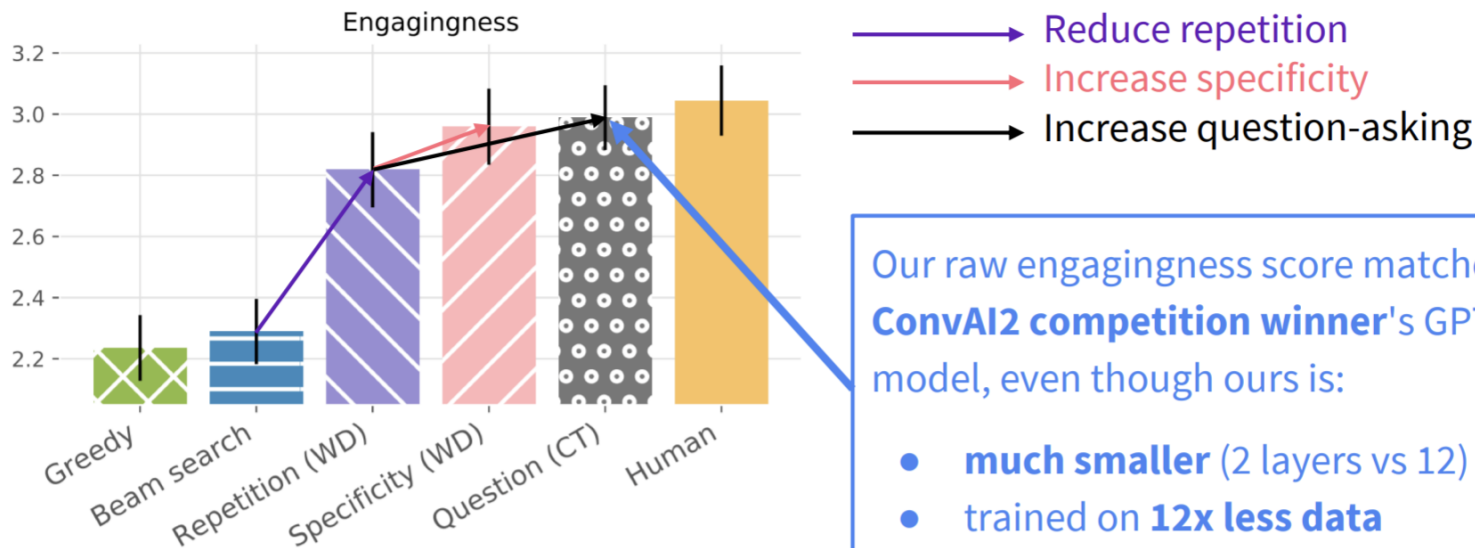 Engagingness
3.2
3.0
2.8
2.6
2.4
2.2
Greedy
Beam search
Repetition (WD)
Specificity (WD)
Question (CT)
Human
Reduce repetition
Increase specificity
Increase question-asking
Our raw engagingness score
ConvAI2 competition winner's
model, even though ours is:
● much smaller (2 layers vs 12)
● trained on 12x less data